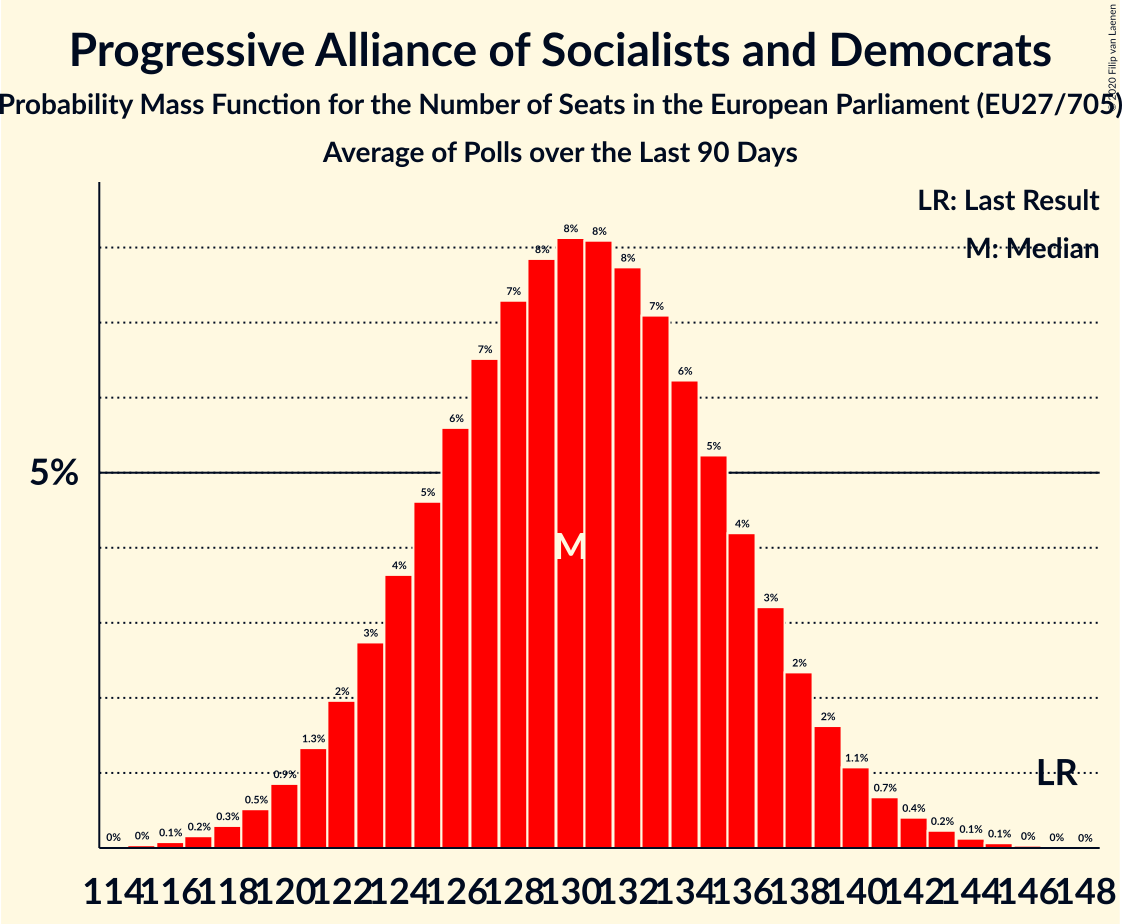 Progressive Alliance of Socialists and Democrats
© 2020 Filip van Laenen
Probability Mass Function for the Number of Seats in the European Parliament (EU27/705)
Average of Polls over the Last 90 Days
LR: Last Result
M: Median
5%
0% 0% 0.1% 0.2% 0.3% 0.5% 0.9% 1.3% 2% 3% 4% 5% 6% 7% 7% 8% 8% 8% 8% 7% 6% 5% 4% 3% 2% 2% 1.1% 0.7% 0.4% 0.2% 0.1% 0.1% 0% 0% 0%
M
LR
114 116 118 120 122 124 126 128 130 132 134 136 138 140 142 144 146 148